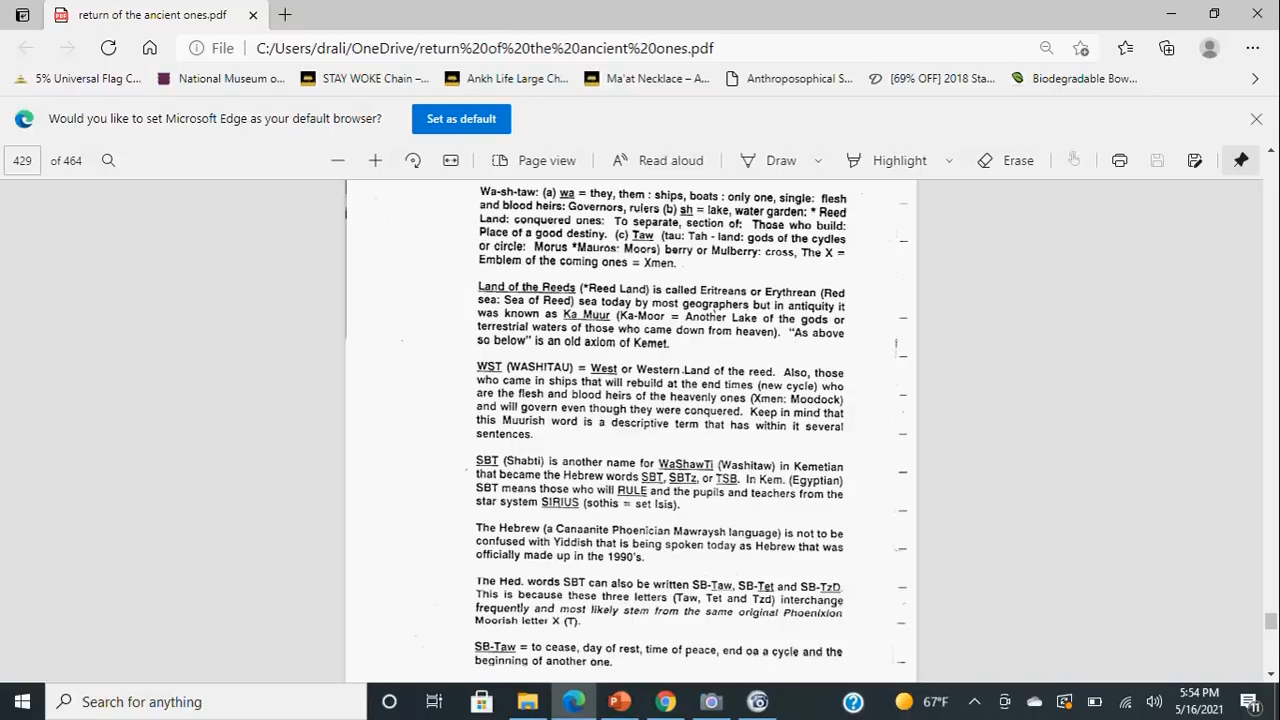 return of the ancient ones.pdf
File C:/Users/drali/OneDrive/return%20of%20the%20ancient%20ones.pdf
5% Universal Flag C... National Museum o... STAY WOKE Chain –... Ankh Life Large Ch... Ma'at Necklace – A... Anthroposophical S... [69% OFF] 2018 Sta... Biodegradable Bow...
Would you like to set Microsoft Edge as your default browser? Set as default
429 of 464 Page view Read aloud Draw Highlight Erase
Wa-sh-taw: (a) wa = they, them : ships, boats : only one, single: flesh
and blood heirs: Governors, rulers (b) sh = lake, water garden: * Reed
Land: conquered ones: To separate, section of: Those who build:
Place of a good destiny. (c) Taw (tau: Tah - land: gods of the cydles
or circle: Morus *Mauros: Moors) berry or Mulberry: cross, The X =
Emblem of the coming ones = Xmen.
Land of the Reeds (*Reed Land) is called Eritreans or Erythrean (Red
sea: Sea of Reed) sea today by most geographers but in antiquity it
was known as Ka Muur (Ka-Moor = Another Lake of the gods or
terrestrial waters of those who came down from heaven). "As above
so below" is an old axiom of Kemet.
WST (WASHITAU) = West or Western Land of the reed. Also, those
who came in ships that will rebuild at the end times (new cycle) who
are the flesh and blood heirs of the heavenly ones (Xmen: Moodock)
and will govern even though they were conquered. Keep in mind that
this Muurish word is a descriptive term that has within it several
sentences.
SBT (Shabti) is another name for WaShawTi (Washitaw) in Kemetian
that became the Hebrew words SBT, SBTz, or TSB. In Kem. (Egyptian)
SBT means those who will RULE and the pupils and teachers from the
star system SIRIUS (sothis = set Isis).
The Hebrew (a Canaanite Phoenician Mawraysh language) is not to be
confused with Yiddish that is being spoken today as Hebrew that was
officially made up in the 1990's.
The Hed. words SBT can also be written SB-Taw, SB-Tet and SB-TzD.
This is because these three letters (Taw, Tet and Tzd) interchange
frequently and most likely stem from the same original Phoenixion
Moorish letter X (T).
SB-Taw = to cease, day of rest, time of peace, end oa a cycle and the
beginning of another one.
Search for anything 67°F 5:54 PM
5/16/2021 11